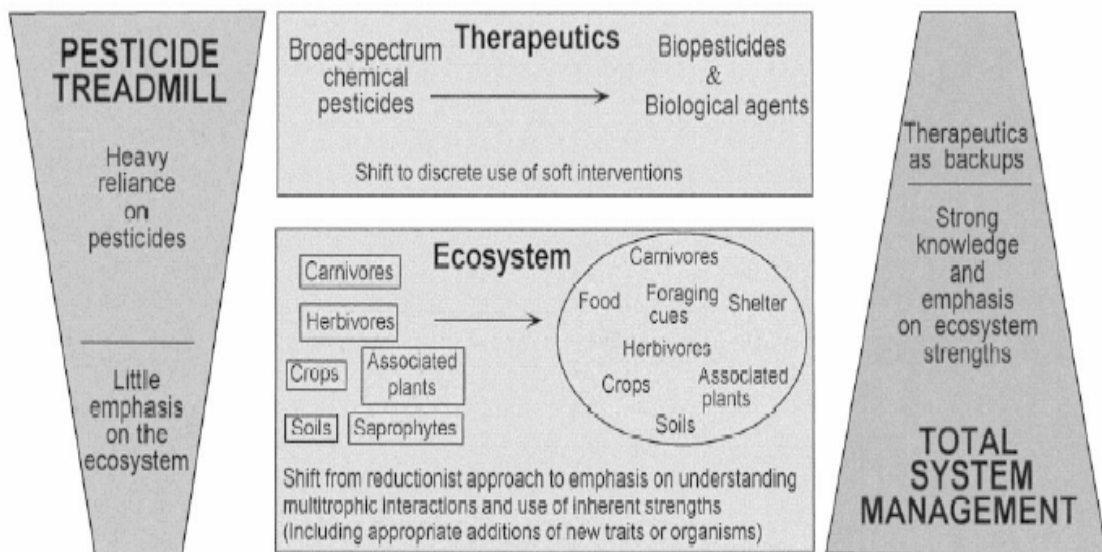 PESTICIDE
TREADMILL
Heavy
reliance
on
pesticides
Little
emphasis
on the
ecosystem
Therapeutics
Broad-spectrum
chemical
pesticides
Biopesticides
&
Biological agents
Shift to discrete use of soft interventions
Ecosystem
Carnivores
Herbivores
Crops
Associated
plants
Soils
Saprophytes
Carnivores
Food
Foraging
cues
Shelter
Herbivores
Crops
Associated
plants
Soils
Shift from reductionist approach to emphasis on understanding
multitrophic interactions and use of inherent strengths
(Including appropriate additions of new traits or organisms)
Therapeutics
as backups
Strong
knowledge
and
emphasis
on ecosystem
strengths
TOTAL
SYSTEM
MANAGEMENT